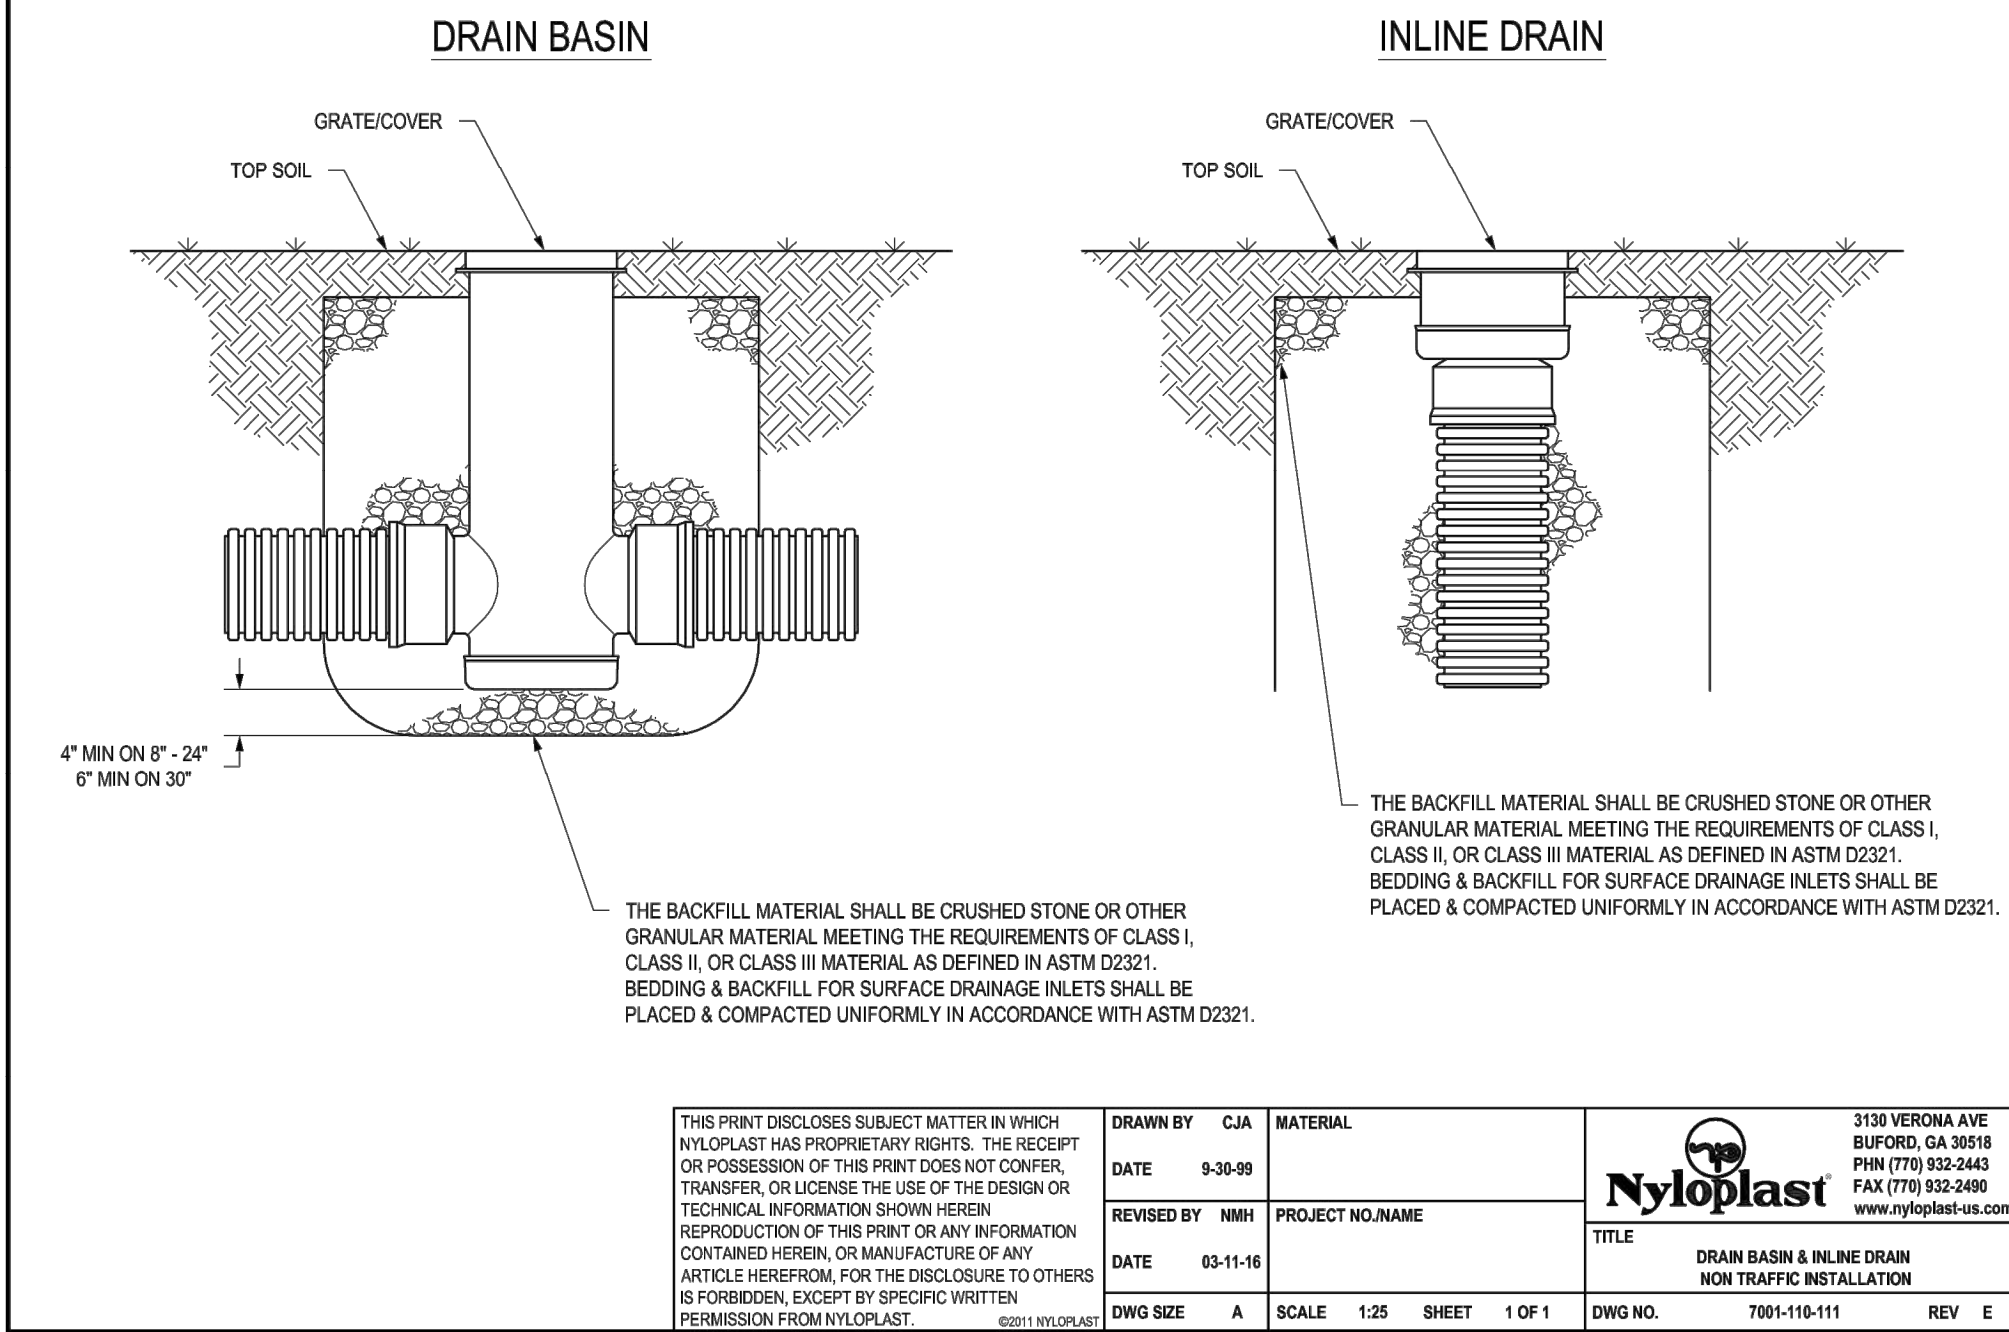 DRAIN BASIN
GRATE/COVER
TOP SOIL
4" MIN ON 8" - 24"
6" MIN ON 30"
THE BACKFILL MATERIAL SHALL BE CRUSHED STONE OR OTHER
GRANULAR MATERIAL MEETING THE REQUIREMENTS OF CLASS I,
CLASS II, OR CLASS III MATERIAL AS DEFINED IN ASTM D2321.
BEDDING & BACKFILL FOR SURFACE DRAINAGE INLETS SHALL BE
PLACED & COMPACTED UNIFORMLY IN ACCORDANCE WITH ASTM D2321.
INLINE DRAIN
GRATE/COVER
TOP SOIL
THE BACKFILL MATERIAL SHALL BE CRUSHED STONE OR OTHER
GRANULAR MATERIAL MEETING THE REQUIREMENTS OF CLASS I,
CLASS II, OR CLASS III MATERIAL AS DEFINED IN ASTM D2321.
BEDDING & BACKFILL FOR SURFACE DRAINAGE INLETS SHALL BE
PLACED & COMPACTED UNIFORMLY IN ACCORDANCE WITH ASTM D2321.
THIS PRINT DISCLOSES SUBJECT MATTER IN WHICH
NYLOPLAST HAS PROPRIETARY RIGHTS. THE RECEIPT
OR POSSESSION OF THIS PRINT DOES NOT CONFER,
TRANSFER, OR LICENSE THE USE OF THE DESIGN OR
TECHNICAL INFORMATION SHOWN HEREIN
REPRODUCTION OF THIS PRINT OR ANY INFORMATION
CONTAINED HEREIN, OR MANUFACTURE OF ANY
ARTICLE HEREFROM, FOR THE DISCLOSURE TO OTHERS
IS FORBIDDEN, EXCEPT BY SPECIFIC WRITTEN
PERMISSION FROM NYLOPLAST.
©2011 NYLOPLAST
DRAWN BY CJA
DATE 9-30-99
REVISED BY NMH
DATE 03-11-16
DWG SIZE A
MATERIAL
PROJECT NO./NAME
SCALE 1:25 SHEET 1 OF 1
Nyloplast®
3130 VERONA AVE
BUFORD, GA 30518
PHN (770) 932-2443
FAX (770) 932-2490
www.nyloplast-us.com
TITLE
DRAIN BASIN & INLINE DRAIN
NON TRAFFIC INSTALLATION
DWG NO. 7001-110-111 REV E